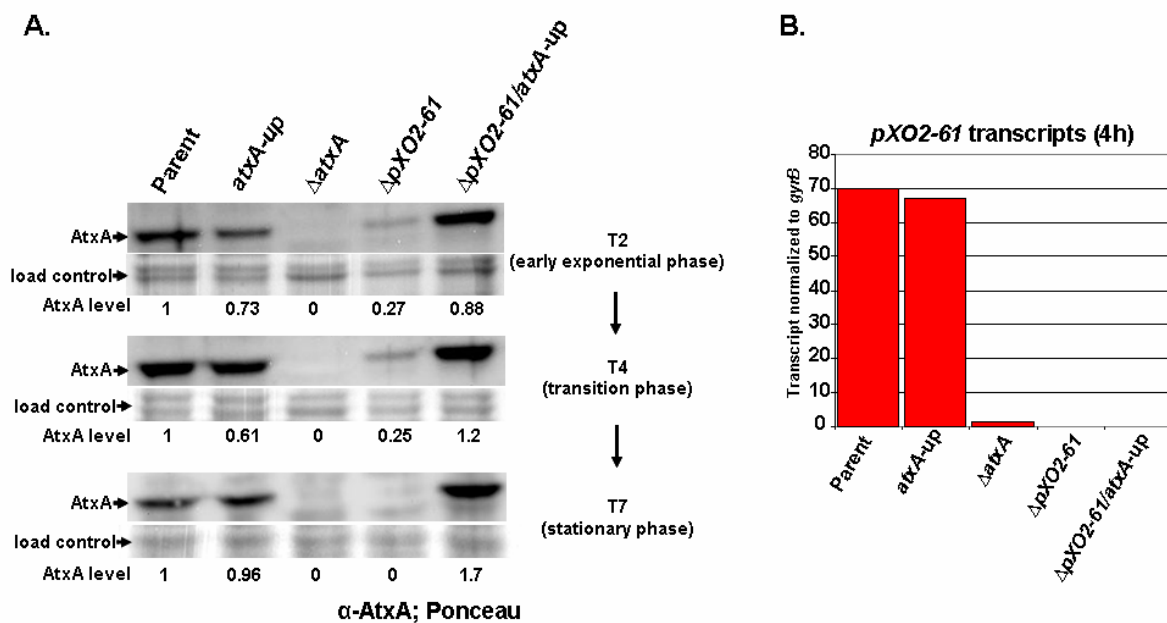 A.
Parent atxA-up ΔatxA ΔpXO2-61 ΔpXO2-61/atxA-up
AtxA
load control
AtxA level 1 0.73 0 0.27 0.88
T2
(early exponential phase)
AtxA
load control
AtxA level 1 0.61 0 0.25 1.2
T4
(transition phase)
AtxA
load control
AtxA level 1 0.96 0 0 1.7
T7
(stationary phase)
α-AtxA; Ponceau
B.
pXO2-61 transcripts (4h)
Transcript normalized to gyrB
80
70
60
50
40
30
20
10
0
Parent atxA-up ΔatxA ΔpXO2-61 ΔpXO2-61/atxA-up